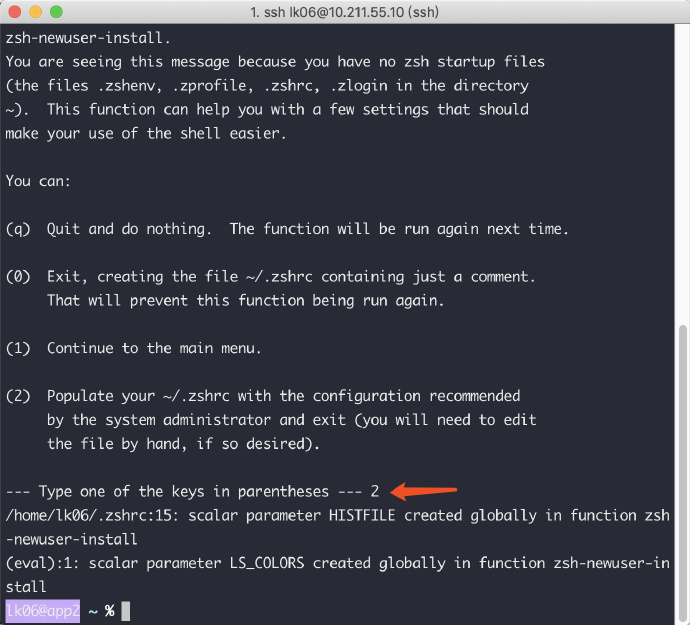 1. ssh lk06@10.211.55.10 (ssh)
zsh-newuser-install.
You are seeing this message because you have no zsh startup files
(the files .zshenv, .zprofile, .zshrc, .zlogin in the directory
~).  This function can help you with a few settings that should
make your use of the shell easier.
You can:
(q)  Quit and do nothing.  The function will be run again next time.
(0)  Exit, creating the file ~/.zshrc containing just a comment.
     That will prevent this function being run again.
(1)  Continue to the main menu.
(2)  Populate your ~/.zshrc with the configuration recommended
     by the system administrator and exit (you will need to edit
     the file by hand, if so desired).
--- Type one of the keys in parentheses --- 2
/home/lk06/.zshrc:15: scalar parameter HISTFILE created globally in function zsh
-newuser-install
(eval):1: scalar parameter LS_COLORS created globally in function zsh-newuser-in
stall
lk06@app2 ~ %